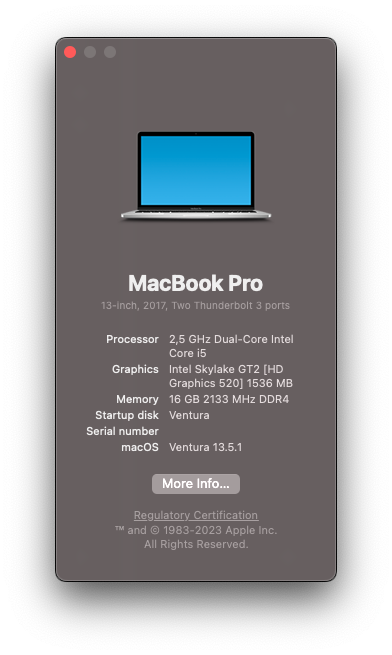 MacBook Pro
13-inch, 2017, Two Thunderbolt 3 ports
Processor 2,5 GHz Dual-Core Intel
Core i5
Graphics Intel Skylake GT2 [HD
Graphics 520] 1536 MB
Memory 16 GB 2133 MHz DDR4
Startup disk Ventura
Serial number
macOS Ventura 13.5.1
More Info...
Regulatory Certification
™ and © 1983-2023 Apple Inc.
All Rights Reserved.